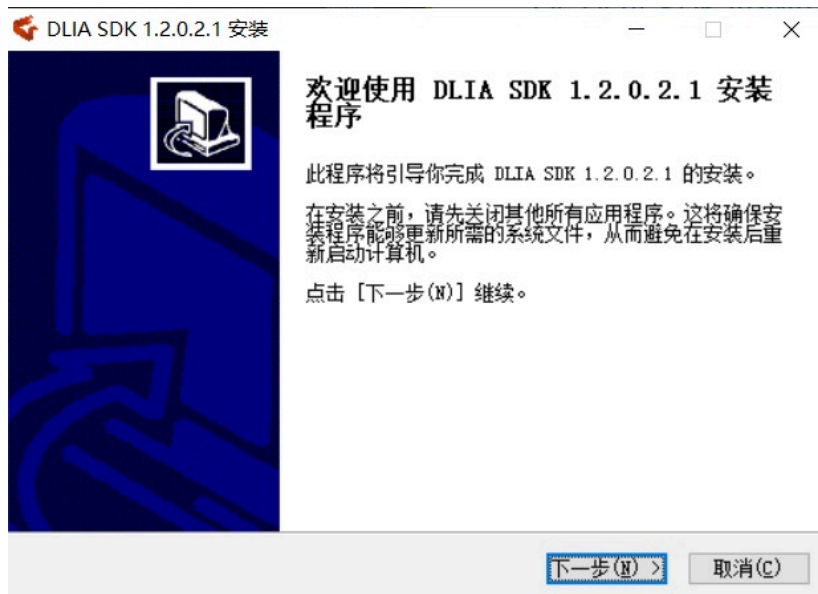 DLIA SDK 1.2.0.2.1 安装
欢迎使用 DLIA SDK 1.2.0.2.1 安装
程序
此程序将引导你完成 DLIA SDK 1.2.0.2.1 的安装。
在安装之前，请先关闭其他所有应用程序。这将确保安
装程序能够更新所需的系统文件，从而避免在安装后重
新启动计算机。
点击 [下一步(N)] 继续。
下一步(N) >
取消(C)